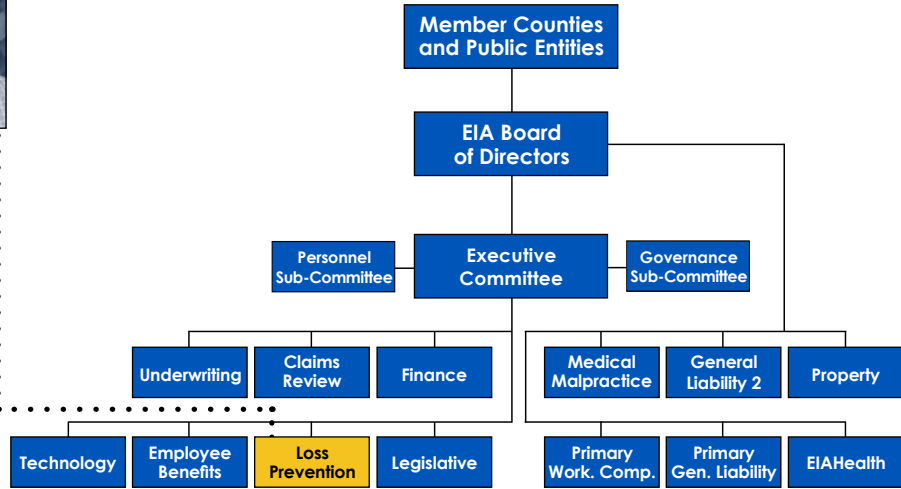 Member Counties
and Public Entities
EIA Board
of Directors
Personnel
Sub-Committee
Executive
Committee
Governance
Sub-Committee
Underwriting
Claims
Review
Finance
Medical
Malpractice
General
Liability 2
Property
Technology
Employee
Benefits
Loss
Prevention
Legislative
Primary
Work. Comp.
Primary
Gen. Liability
EIAHealth